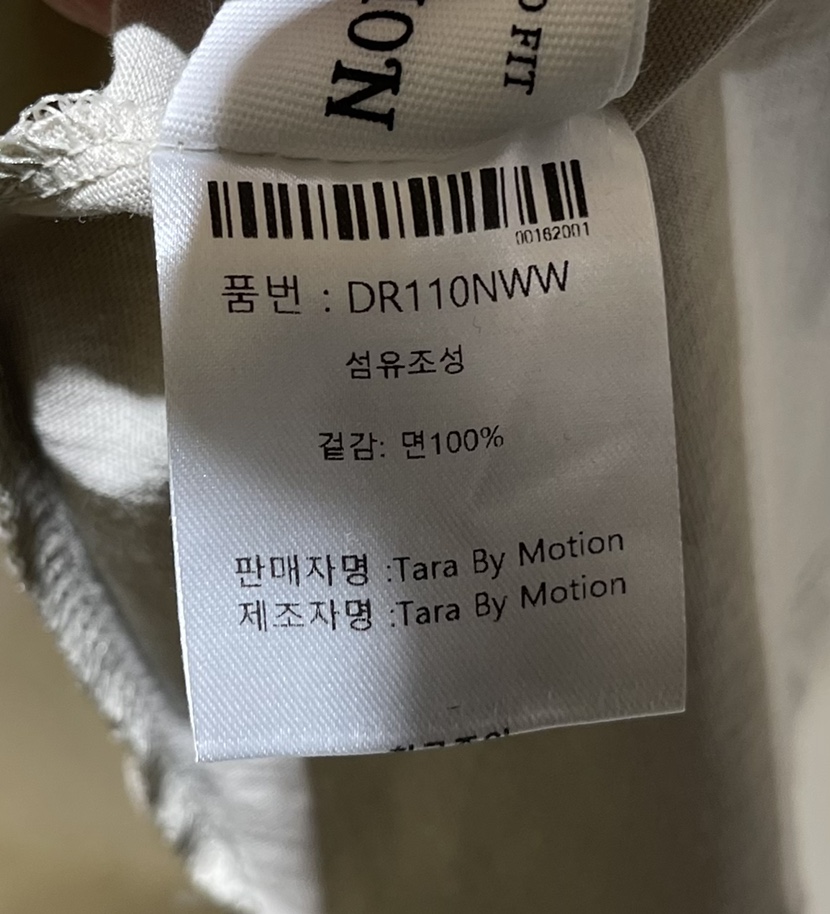 ION
O FIT
00162001
품번 : DR110NWW
섬유조성
겉감: 면100%
판매자명 :Tara By Motion
제조자명 :Tara By Motion